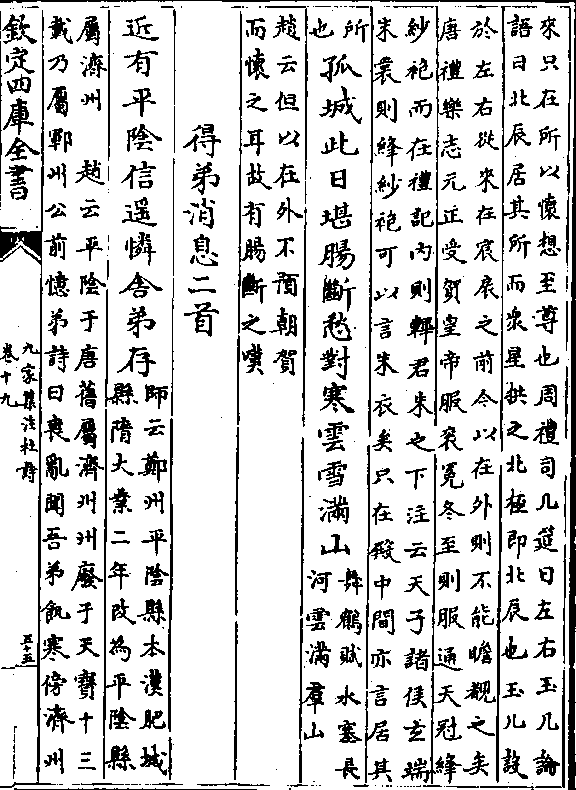 來只在所以懷想至尊也周禮司几筵曰左右玉几論
語曰北辰居其所而衆星拱之北極即北辰也玉几設
於左右從來在扆扆之前今以在外則不能瞻覩之矣
唐禮樂志元正受賀皇帝服衮冕冬至則服通天冠絳
紗袍而在禮記內則鞸君朱之下注云天子諸侯玄端
朱裳則絳紗袍可以言朱衣矣只在殿中間亦言居其
所
也
孤城此日堪腸斷愁對寒雲雪滿山
舞鶴賦氷塞長
河雲滿羣山
趙云但以在外不預朝賀
而懷之耳故有腸斷之嘆
得弟消息二首
近有平陰信遥憐舍弟存
師云鄭州平陰縣本漢肥城
縣隋大業二年改為平陰縣
屬濟州 趙云平陰于唐舊屬濟州州廢于天寶十三
載乃屬鄆州公前憶弟詩曰喪亂聞吾弟飢寒傍濟州
欽定四庫全書
九家集注杜詩
卷十九
五十五